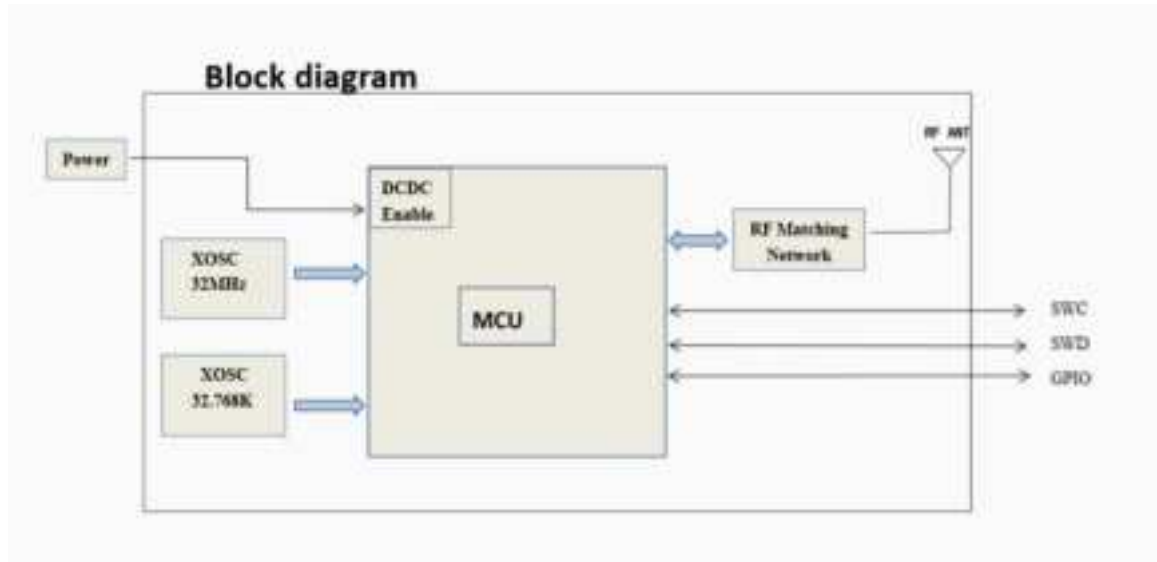 Block diagram
RF ANT
Power
DCDC
Enable
XOSC
32MHz
RF Matching
Network
MCU
SWC
SWD
GPIO
XOSC
32.768K